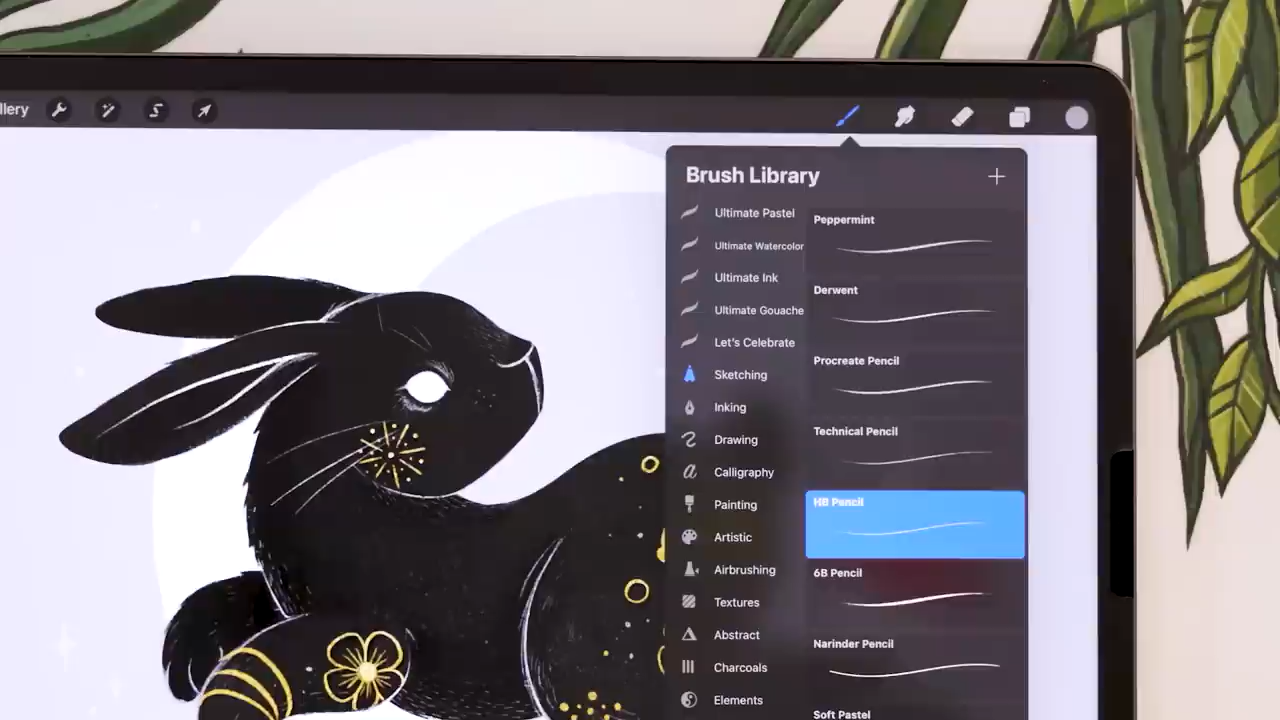 llery
Brush Library
Ultimate Pastel
Ultimate Watercolor
Ultimate Ink
Ultimate Gouache
Let's Celebrate
Sketching
Inking
Drawing
Calligraphy
Painting
Artistic
Airbrushing
Textures
Abstract
Charcoals
Elements
Peppermint
Derwent
Procreate Pencil
Technical Pencil
HB Pencil
6B Pencil
Narinder Pencil
Soft Pastel